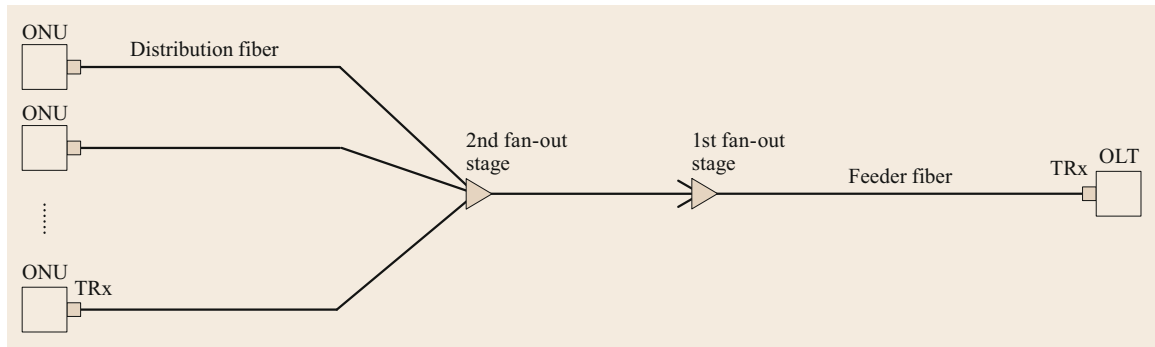 ONU
Distribution fiber
ONU
2nd fan-out
stage
1st fan-out
stage
Feeder fiber
TRx
OLT
ONU
TRx